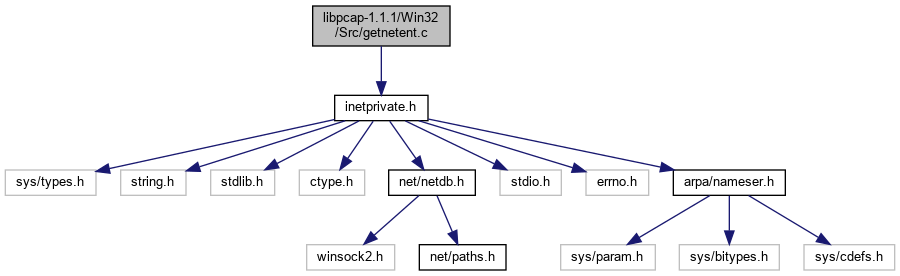 libpcap-1.1.1/Win32
/Src/getnetent.c
inetprivate.h
sys/types.h
string.h
stdlib.h
ctype.h
net/netdb.h
stdio.h
errno.h
arpa/nameser.h
winsock2.h
net/paths.h
sys/param.h
sys/bitypes.h
sys/cdefs.h